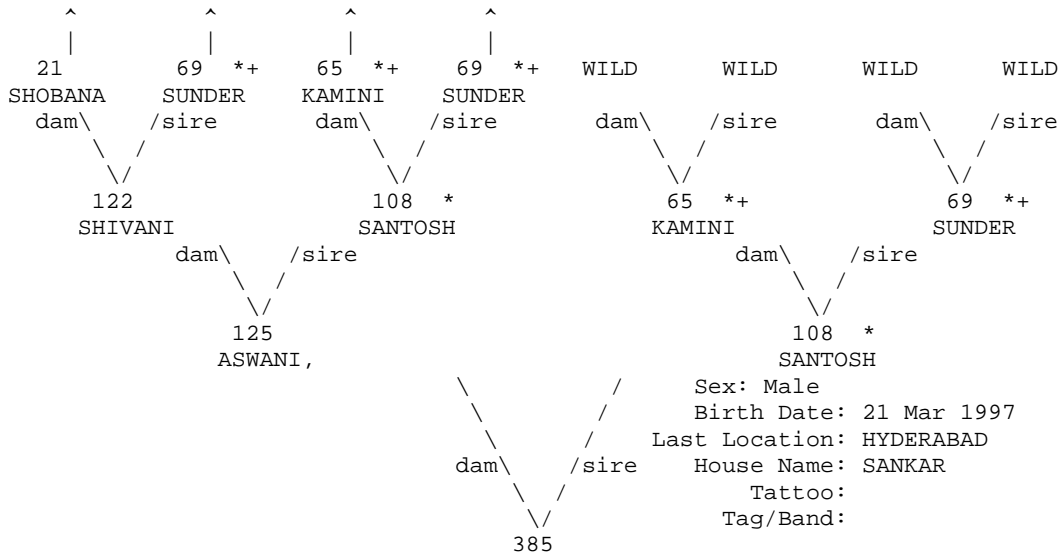 ^ ^ ^ ^
| | | |
21 69 *+ 65 *+ 69 *+ WILD WILD WILD WILD
SHOBANA SUNDER KAMINI SUNDER
dam\ /sire dam\ /sire dam\ /sire dam\ /sire
\ / \ / \ / \ /
\/ \/ \/ \/
122 108 * 65 *+ 69 *+
SHIVANI SANTOSH KAMINI SUNDER
dam\ /sire dam\ /sire
\ / \ /
\/ \/
125 108 *
ASWANI, SANTOSH
\ / Sex: Male
\ / Birth Date: 21 Mar 1997
\ / Last Location: HYDERABAD
dam\ /sire House Name: SANKAR
\ / Tattoo:
\/ Tag/Band:
385